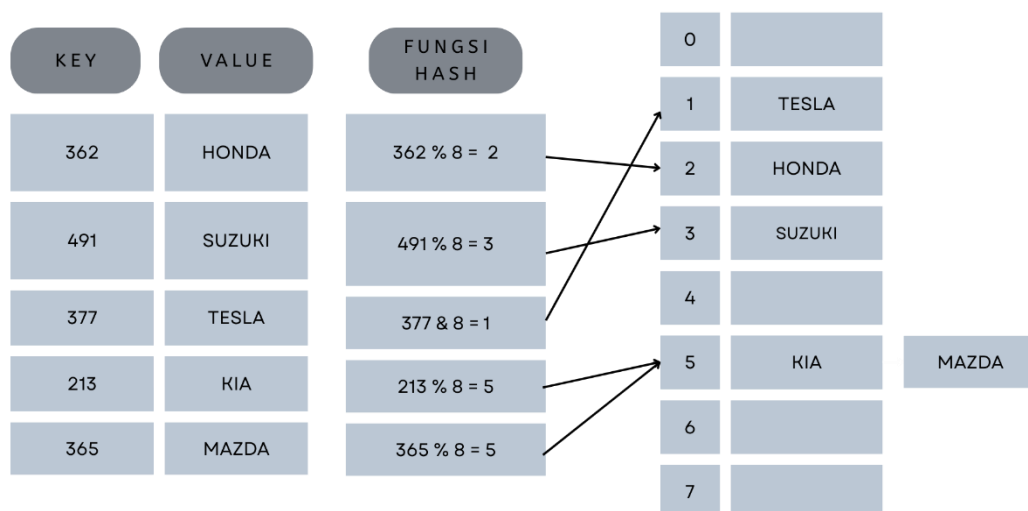 KEY VALUE FUNGSI HASH
362 HONDA 362 % 8 = 2
491 SUZUKI 491 % 8 = 3
377 TESLA 377 & 8 = 1
213 KIA 213 % 8 = 5
365 MAZDA 365 % 8 = 5
0
1 TESLA
2 HONDA
3 SUZUKI
4
5 KIA MAZDA
6
7